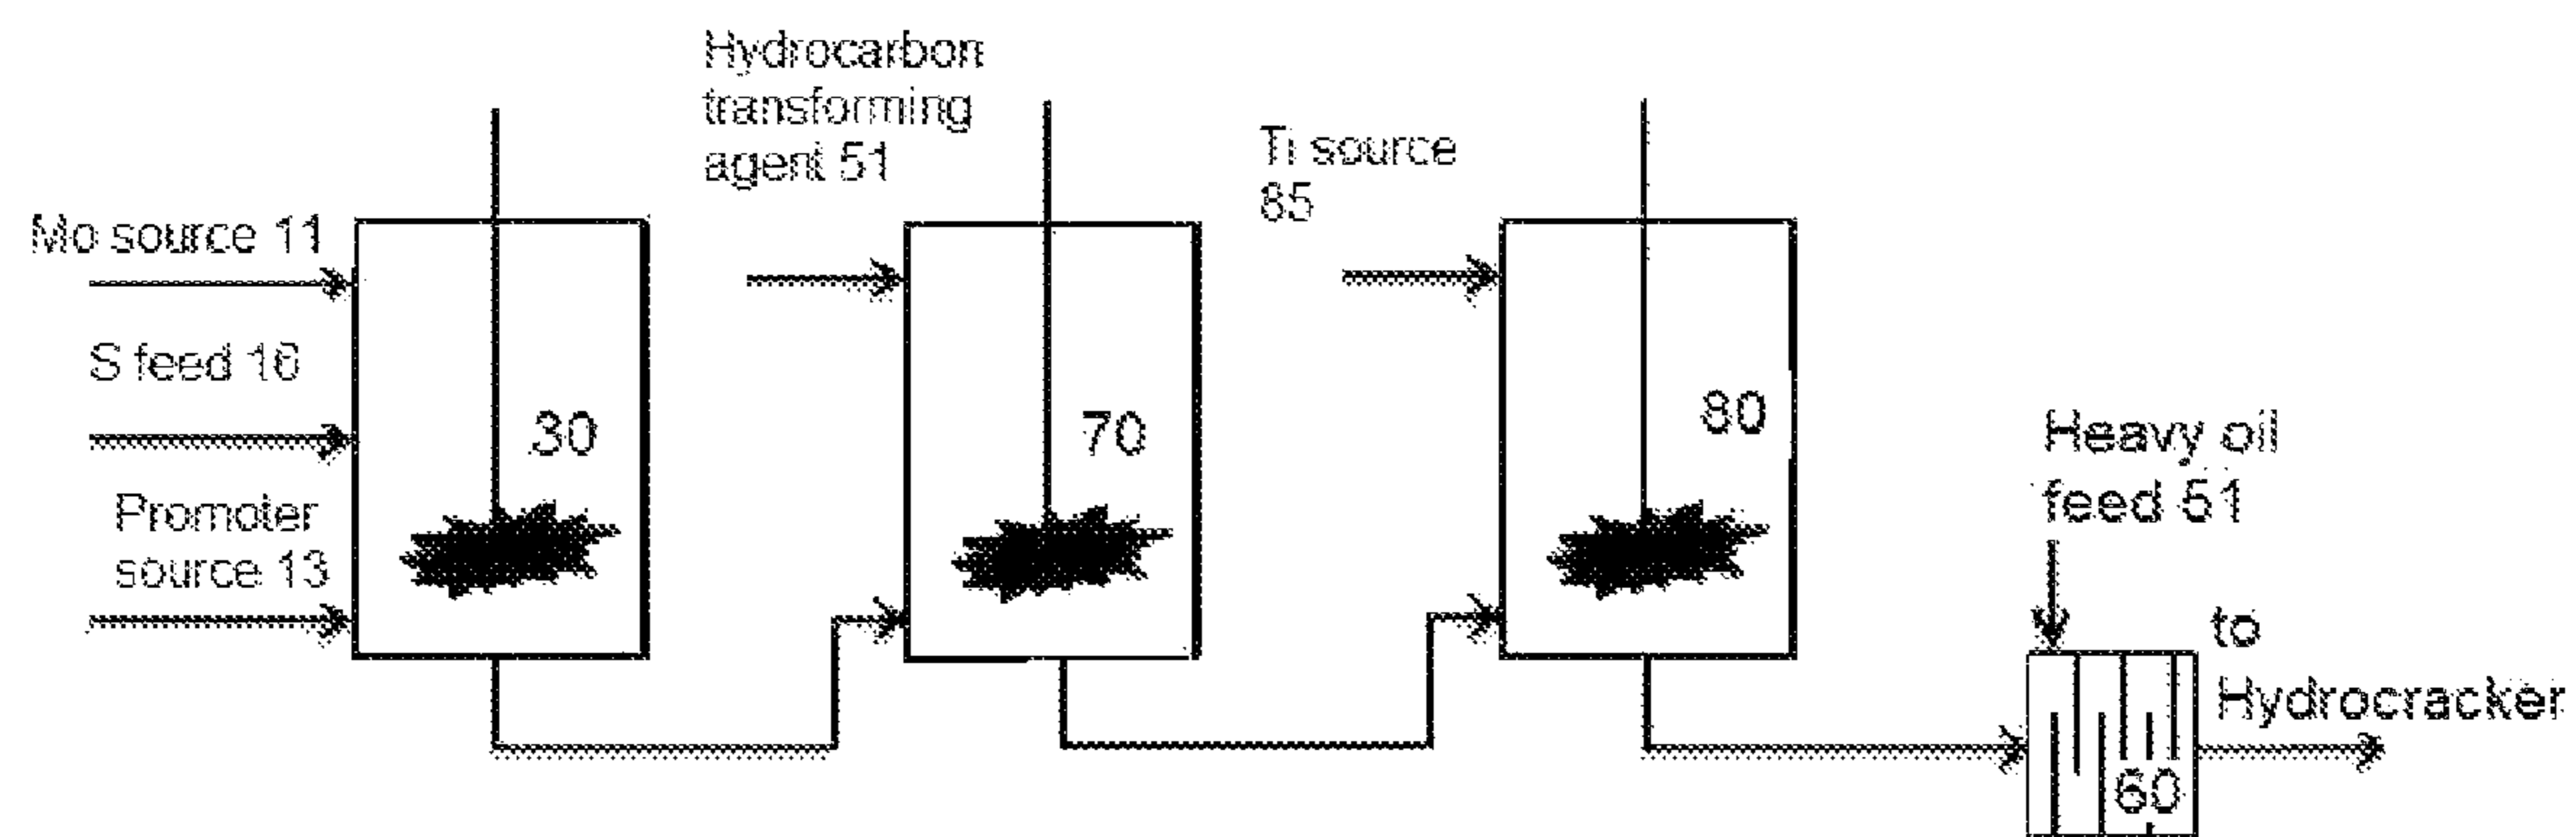 Hydrocarbon
transforming
agent 51
Ti source
85
Mo source 11
S feed 16
Promoter
source 13
30
70
80
Heavy oil
feed 51
to
Hydrocracker
60